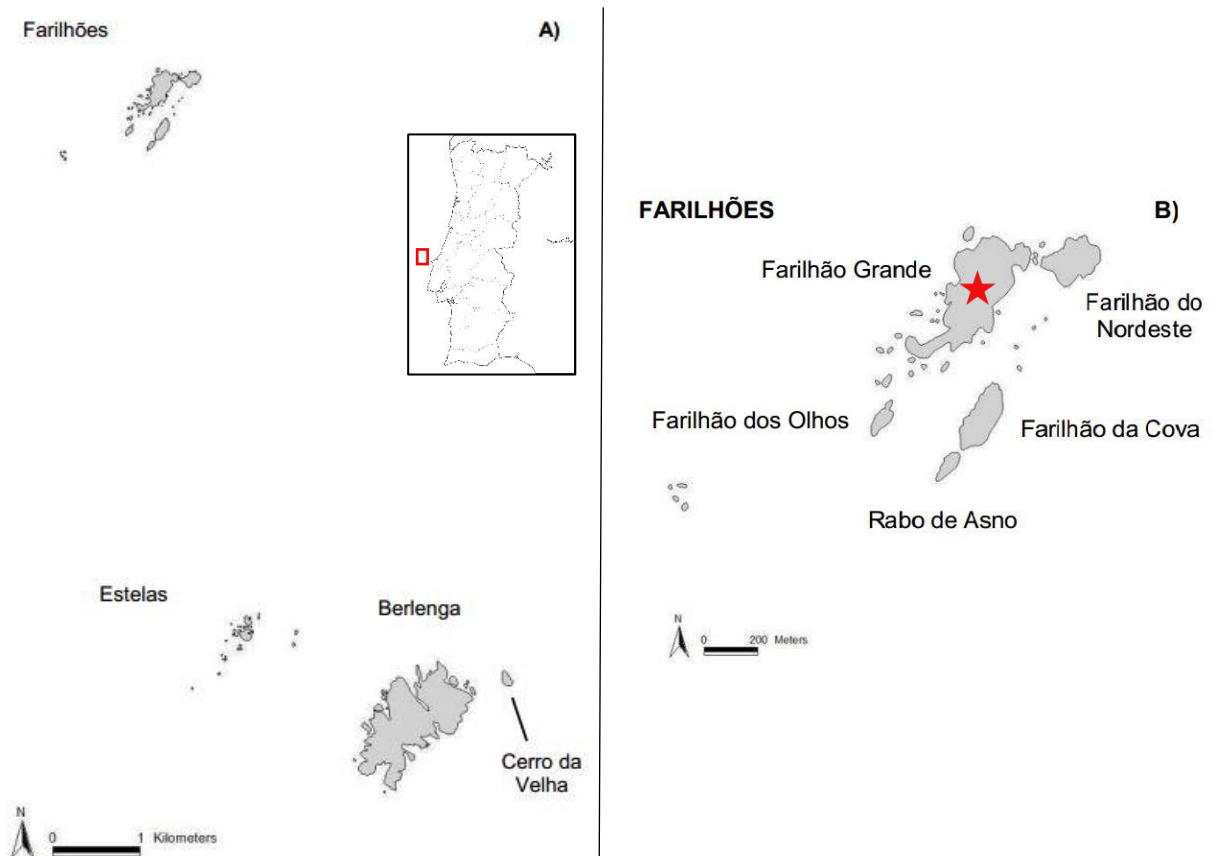 Farilhões
A)
Estelas
Berlenga
Cerro da
Velha
N
0 1 Kilometers
FARILHÕES
B)
Farilhão Grande
Farilhão do
Nordeste
Farilhão dos Olhos
Farilhão da Cova
Rabo de Asno
N
0 200 Meters